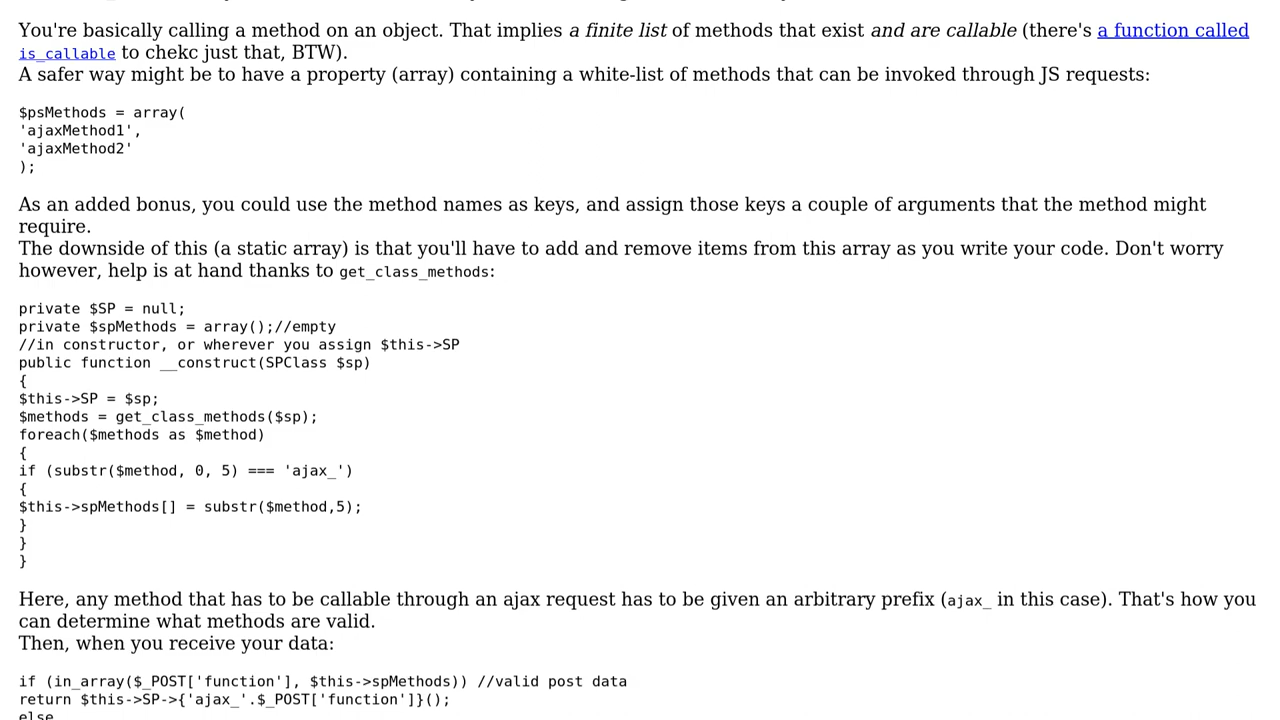 You're basically calling a method on an object. That implies a finite list of methods that exist and are callable (there's a function called
is_callable to chekc just that, BTW).
A safer way might be to have a property (array) containing a white-list of methods that can be invoked through JS requests:
$psMethods = array(
'ajaxMethod1',
'ajaxMethod2'
);
As an added bonus, you could use the method names as keys, and assign those keys a couple of arguments that the method might
require.
The downside of this (a static array) is that you'll have to add and remove items from this array as you write your code. Don't worry
however, help is at hand thanks to get_class_methods:
private $SP = null;
private $spMethods = array();//empty
//in constructor, or wherever you assign $this->SP
public function __construct(SPClass $sp)
{
$this->SP = $sp;
$methods = get_class_methods($sp);
foreach($methods as $method)
{
if (substr($method, 0, 5) === 'ajax_')
{
$this->spMethods[] = substr($method,5);
}
}
}
Here, any method that has to be callable through an ajax request has to be given an arbitrary prefix (ajax_ in this case). That's how you
can determine what methods are valid.
Then, when you receive your data:
if (in_array($_POST['function'], $this->spMethods)) //valid post data
return $this->SP->{'ajax_'.$_POST['function']}();
else